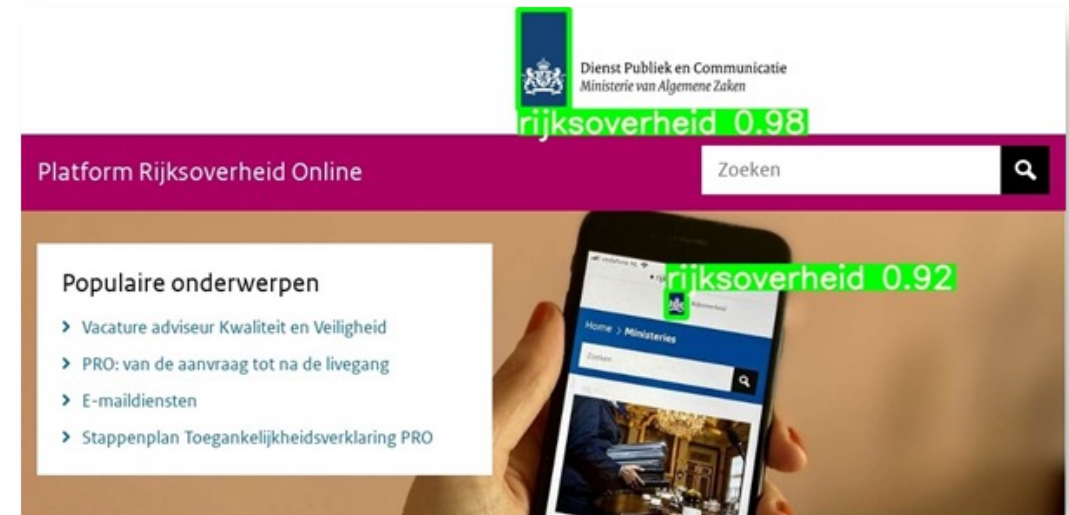 Dienst Publiek en Communicatie
Ministerie van Algemene Zaken
rijksoverheid 0.98
Platform Rijksoverheid Online
Zoeken
Populaire onderwerpen
Vacature adviseur Kwaliteit en Veiligheid
PRO: van de aanvraag tot na de livegang
E-maildiensten
Stappenplan Toegankelijkheidsverklaring PRO
rijksoverheid 0.92
Rijksoverheid
Home > Ministeries
Zoeken